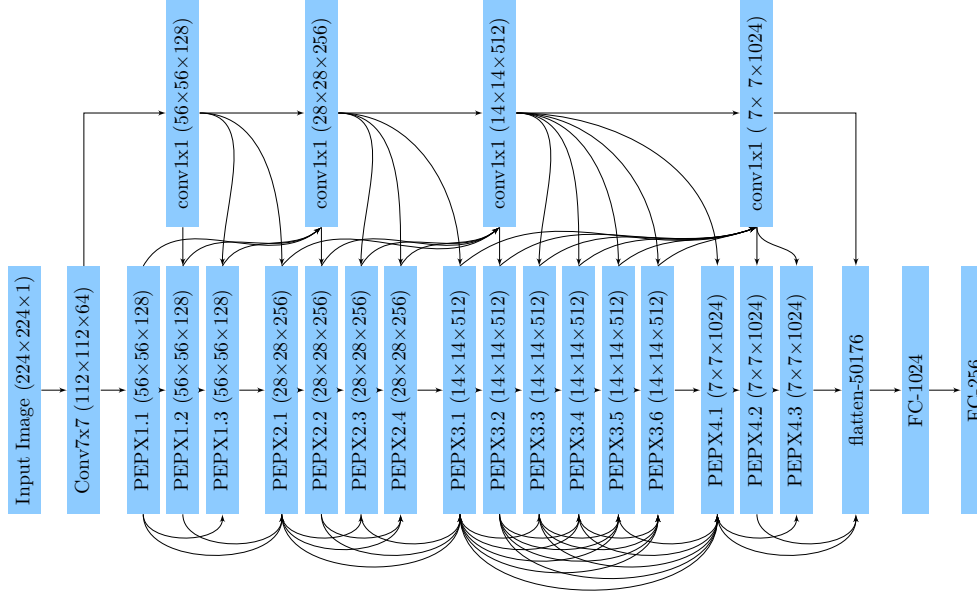 conv1x1 (56×56×128)
conv1x1 (28×28×256)
conv1x1 (14×14×512)
conv1x1 ( 7× 7×1024)
Input Image (224×224×1)
Conv7x7 (112×112×64)
PEPX1.1 (56×56×128)
PEPX1.2 (56×56×128)
PEPX1.3 (56×56×128)
PEPX2.1 (28×28×256)
PEPX2.2 (28×28×256)
PEPX2.3 (28×28×256)
PEPX2.4 (28×28×256)
PEPX3.1 (14×14×512)
PEPX3.2 (14×14×512)
PEPX3.3 (14×14×512)
PEPX3.4 (14×14×512)
PEPX3.5 (14×14×512)
PEPX3.6 (14×14×512)
PEPX4.1 (7×7×1024)
PEPX4.2 (7×7×1024)
PEPX4.3 (7×7×1024)
flatten-50176
FC-1024
FC-256